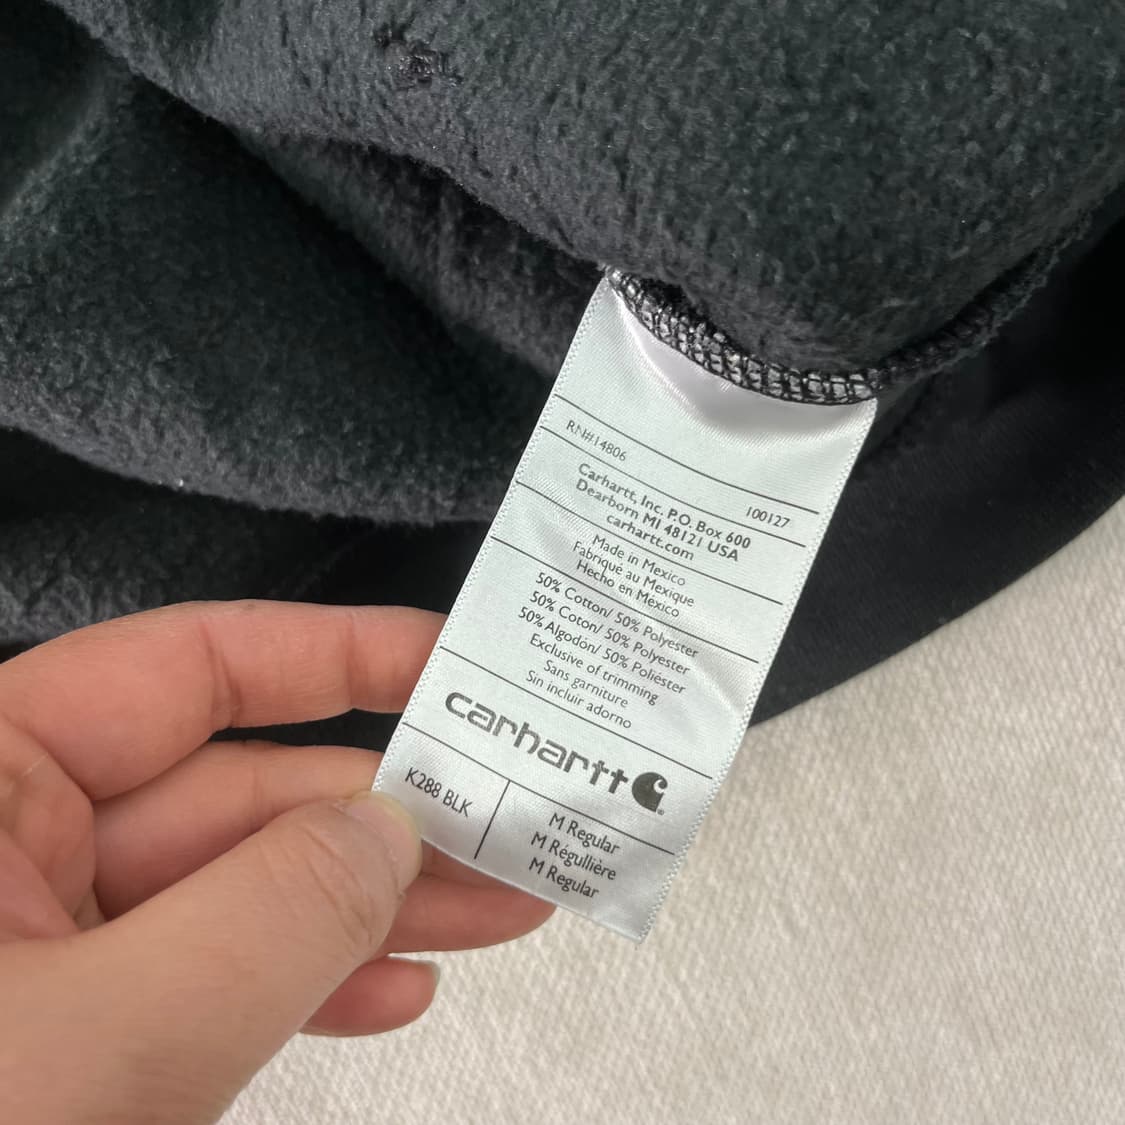 RN#14806
100127
Carhartt, Inc. P.O. Box 600
Dearborn MI 48121 USA
carhartt.com
Made in Mexico
Fabriqué au Mexique
Hecho en México
50% Cotton/ 50% Polyester
50% Coton/ 50% Polyester
50% Algodón/ 50% Poliéster
Exclusive of trimming
Sans garniture
Sin incluir adorno
carhartt
K288 BLK
M Regular
M Régullière
M Regular